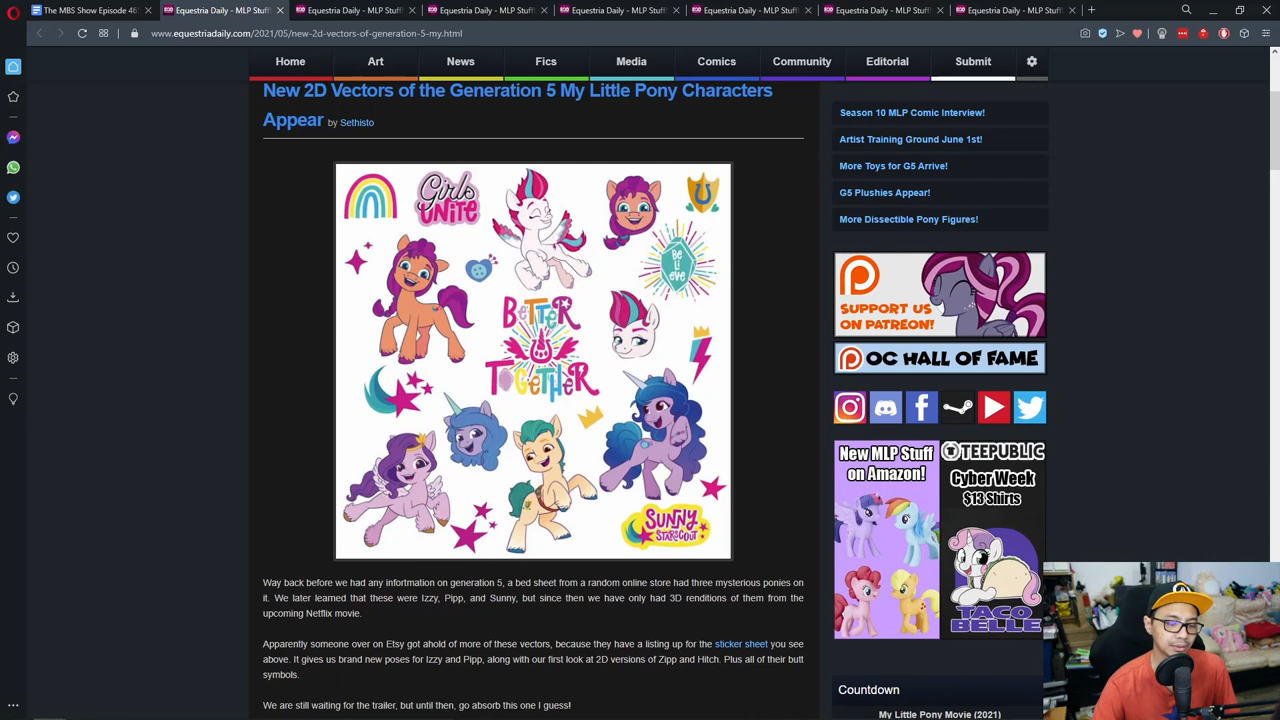 The MBS Show Episode 46
Equestria Daily - MLP Stuff
Equestria Daily - MLP Stuff
Equestria Daily - MLP Stuff
Equestria Daily - MLP Stuff
Equestria Daily - MLP Stuff
Equestria Daily - MLP Stuff
Equestria Daily - MLP Stuff
www.equestriadaily.com/2021/05/new-2d-vectors-of-generation-5-my.html
Home Art News Fics Media Comics Community Editorial Submit
New 2D Vectors of the Generation 5 My Little Pony Characters
Appear by Sethisto
Girls
UNITE
BE
LI
EVE
BETTER
TOGETHER
SUNNY
STARSCOUT
Way back before we had any infortmation on generation 5, a bed sheet from a random online store had three mysterious ponies on
it. We later learned that these were Izzy, Pipp, and Sunny, but since then we have only had 3D renditions of them from the
upcoming Netflix movie.
Apparently someone over on Etsy got ahold of more of these vectors, because they have a listing up for the sticker sheet you see
above. It gives us brand new poses for Izzy and Pipp, along with our first look at 2D versions of Zipp and Hitch. Plus all of their butt
symbols.
We are still waiting for the trailer, but until then, go absorb this one I guess!
Season 10 MLP Comic Interview!
Artist Training Ground June 1st!
More Toys for G5 Arrive!
G5 Plushies Appear!
More Dissectible Pony Figures!
SUPPORT US
ON PATREON!
OC HALL OF FAME
New MLP Stuff
on Amazon!
TEEPUBLIC
Cyber Week
$13 Shirts
TACO
BELLE
Countdown
My Little Pony Movie (2021)